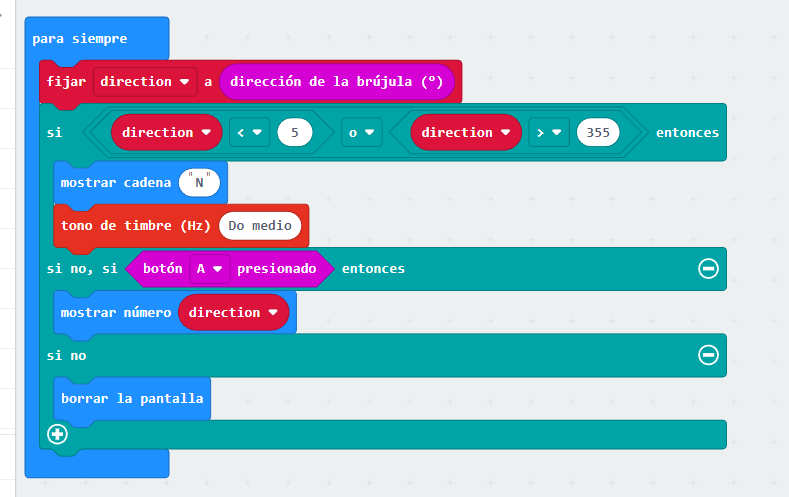 para siempre
fijar direction a dirección de la brújula (°)
si direction < 5 o direction > 355 entonces
mostrar cadena "N"
tono de timbre (Hz) Do medio
si no, si botón A presionado entonces
mostrar número direction
si no
borrar la pantalla